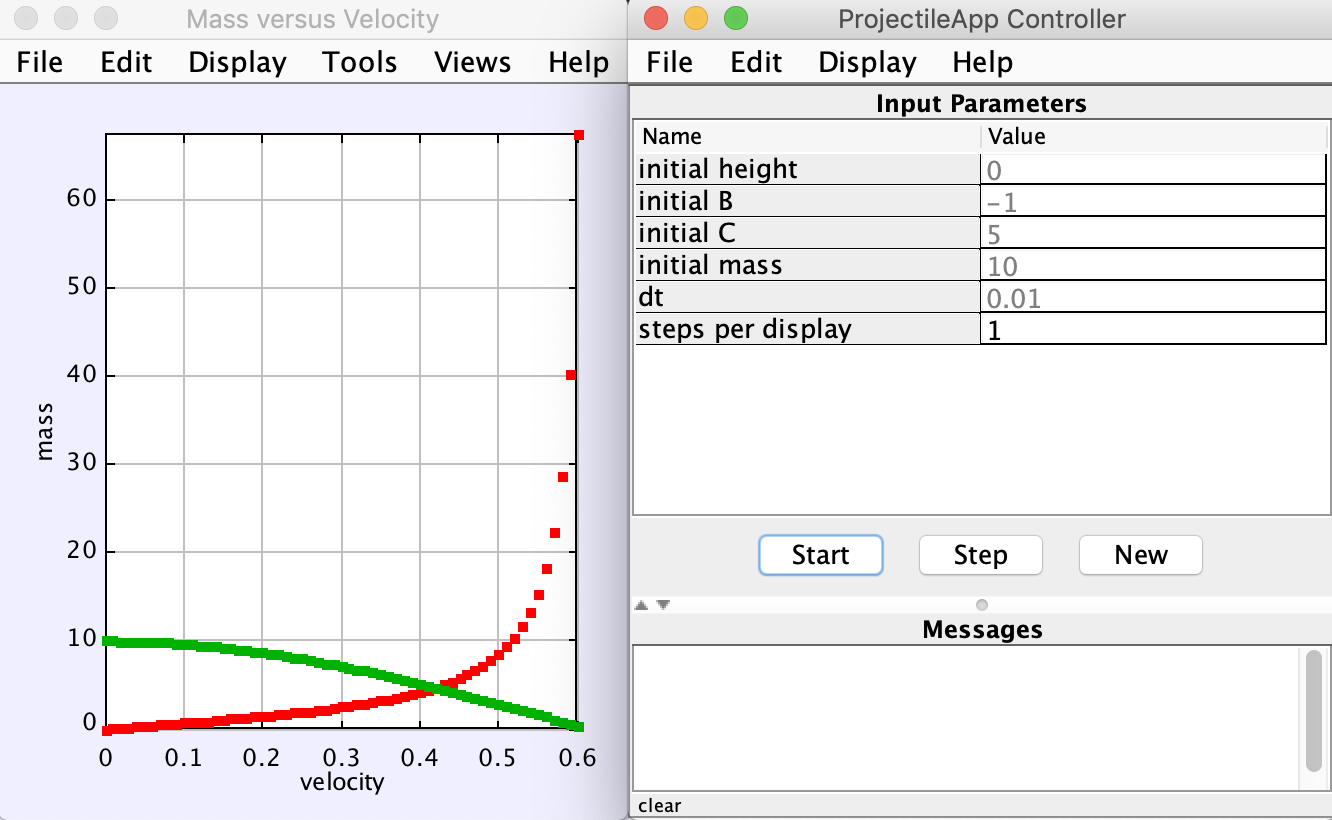 Mass versus Velocity
File Edit Display Tools Views Help
60
50
40
30
20
10
0
mass
0 0.1 0.2 0.3 0.4 0.5 0.6
velocity
ProjectileApp Controller
File Edit Display Help
Input Parameters
Name Value
initial height 0
initial B -1
initial C 5
initial mass 10
dt 0.01
steps per display 1
Start Step New
Messages
clear